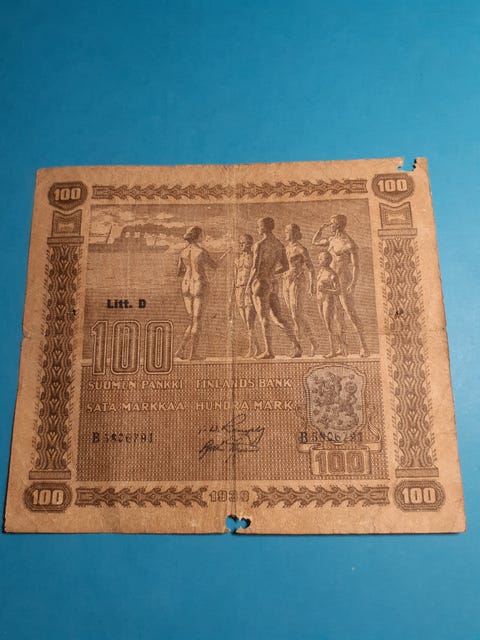 100 100
Litt. D
100
SUOMEN PANKKI FINLANDS BANK
SATA MARKKAA HUNDRA MARK
100
100 100